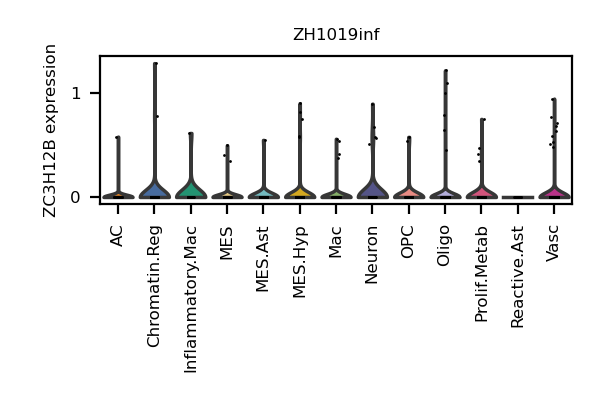 ZH1019inf
ZC3H12B expression
1
0
AC
Chromatin.Reg
Inflammatory.Mac
MES
MES.Ast
MES.Hyp
Mac
Neuron
OPC
Oligo
Prolif.Metab
Reactive.Ast
Vasc